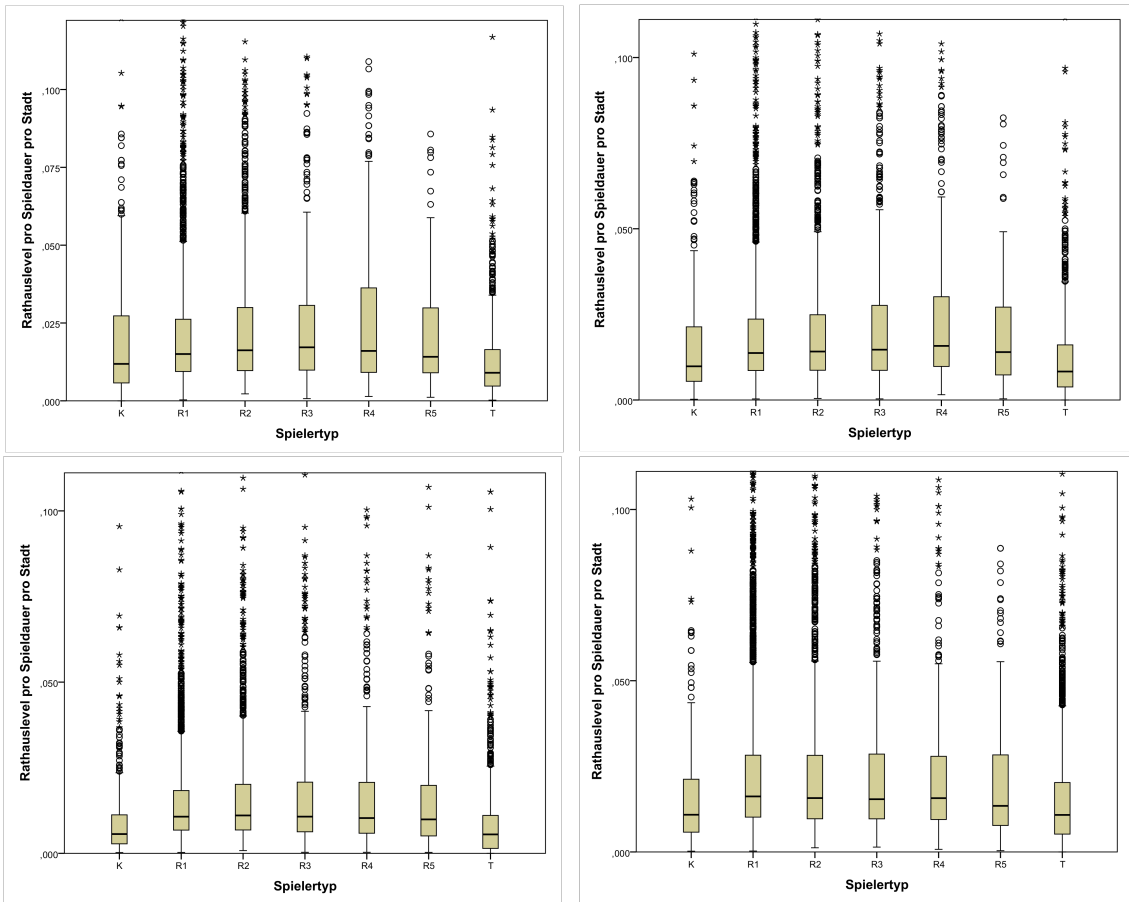 Rathauslevel pro Spieldauer pro Stadt
,100
,075
,050
,025
,000
K R1 R2 R3 R4 R5 T
Spielertyp
Rathauslevel pro Spieldauer pro Stadt
,100
,050
,000
K R1 R2 R3 R4 R5 T
Spielertyp
Rathauslevel pro Spieldauer pro Stadt
,100
,050
,000
K R1 R2 R3 R4 R5 T
Spielertyp
Rathauslevel pro Spieldauer pro Stadt
,100
,050
,000
K R1 R2 R3 R4 R5 T
Spielertyp